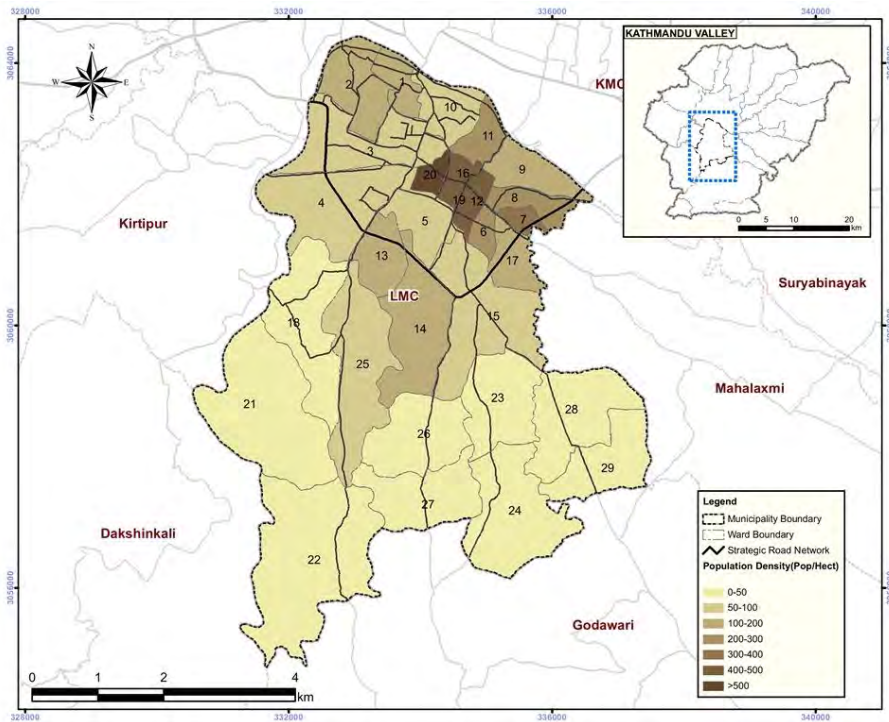 328000
332000
336000
340000
3064000
N
W
E
S
KMC
KATHMANDU VALLEY
0 5 10 20
km
2
1
10
11
3
20
16
9
8
19
12
7
4
5
6
Kirtipur
13
17
Suryabinayak
LMC
18
14
15
3060000
25
Mahalaxmi
21
23
28
26
29
27
24
Dakshinkali
22
Legend
Municipality Boundary
Ward Boundary
Strategic Road Network
Population Density(Pop/Hect)
0-50
50-100
100-200
200-300
300-400
400-500
>500
3056000
Godawari
0 1 2 4
km
328000
332000
336000
340000